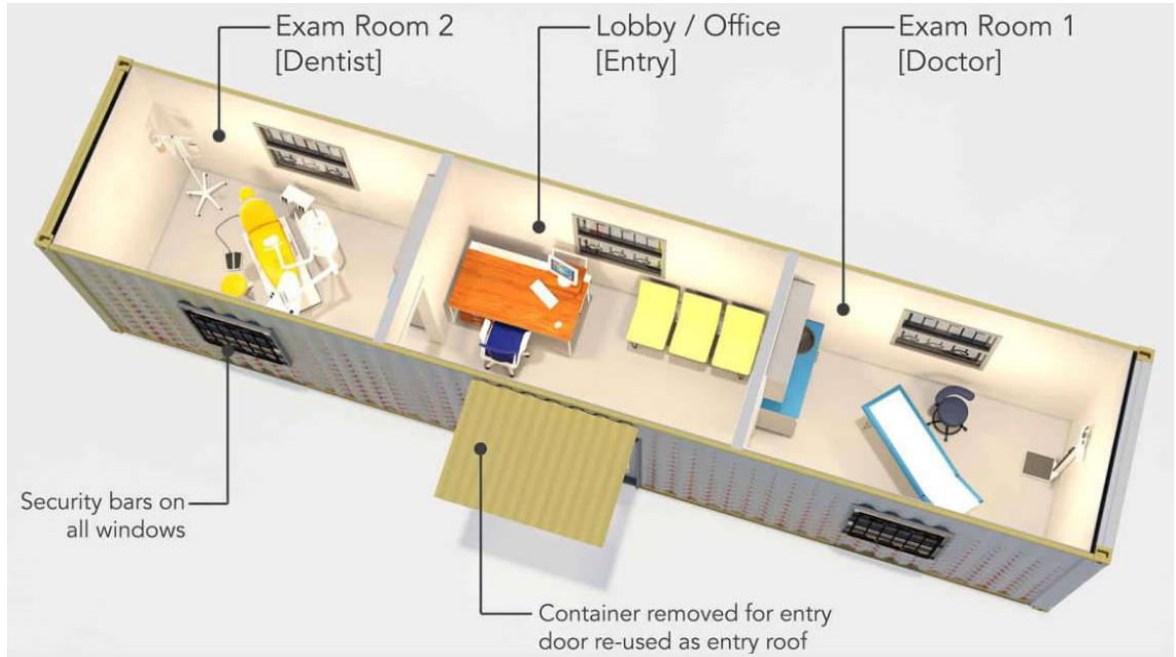 Exam Room 2
[Dentist]
Lobby / Office
[Entry]
Exam Room 1
[Doctor]
Security bars on
all windows
Container removed for entry
door re-used as entry roof